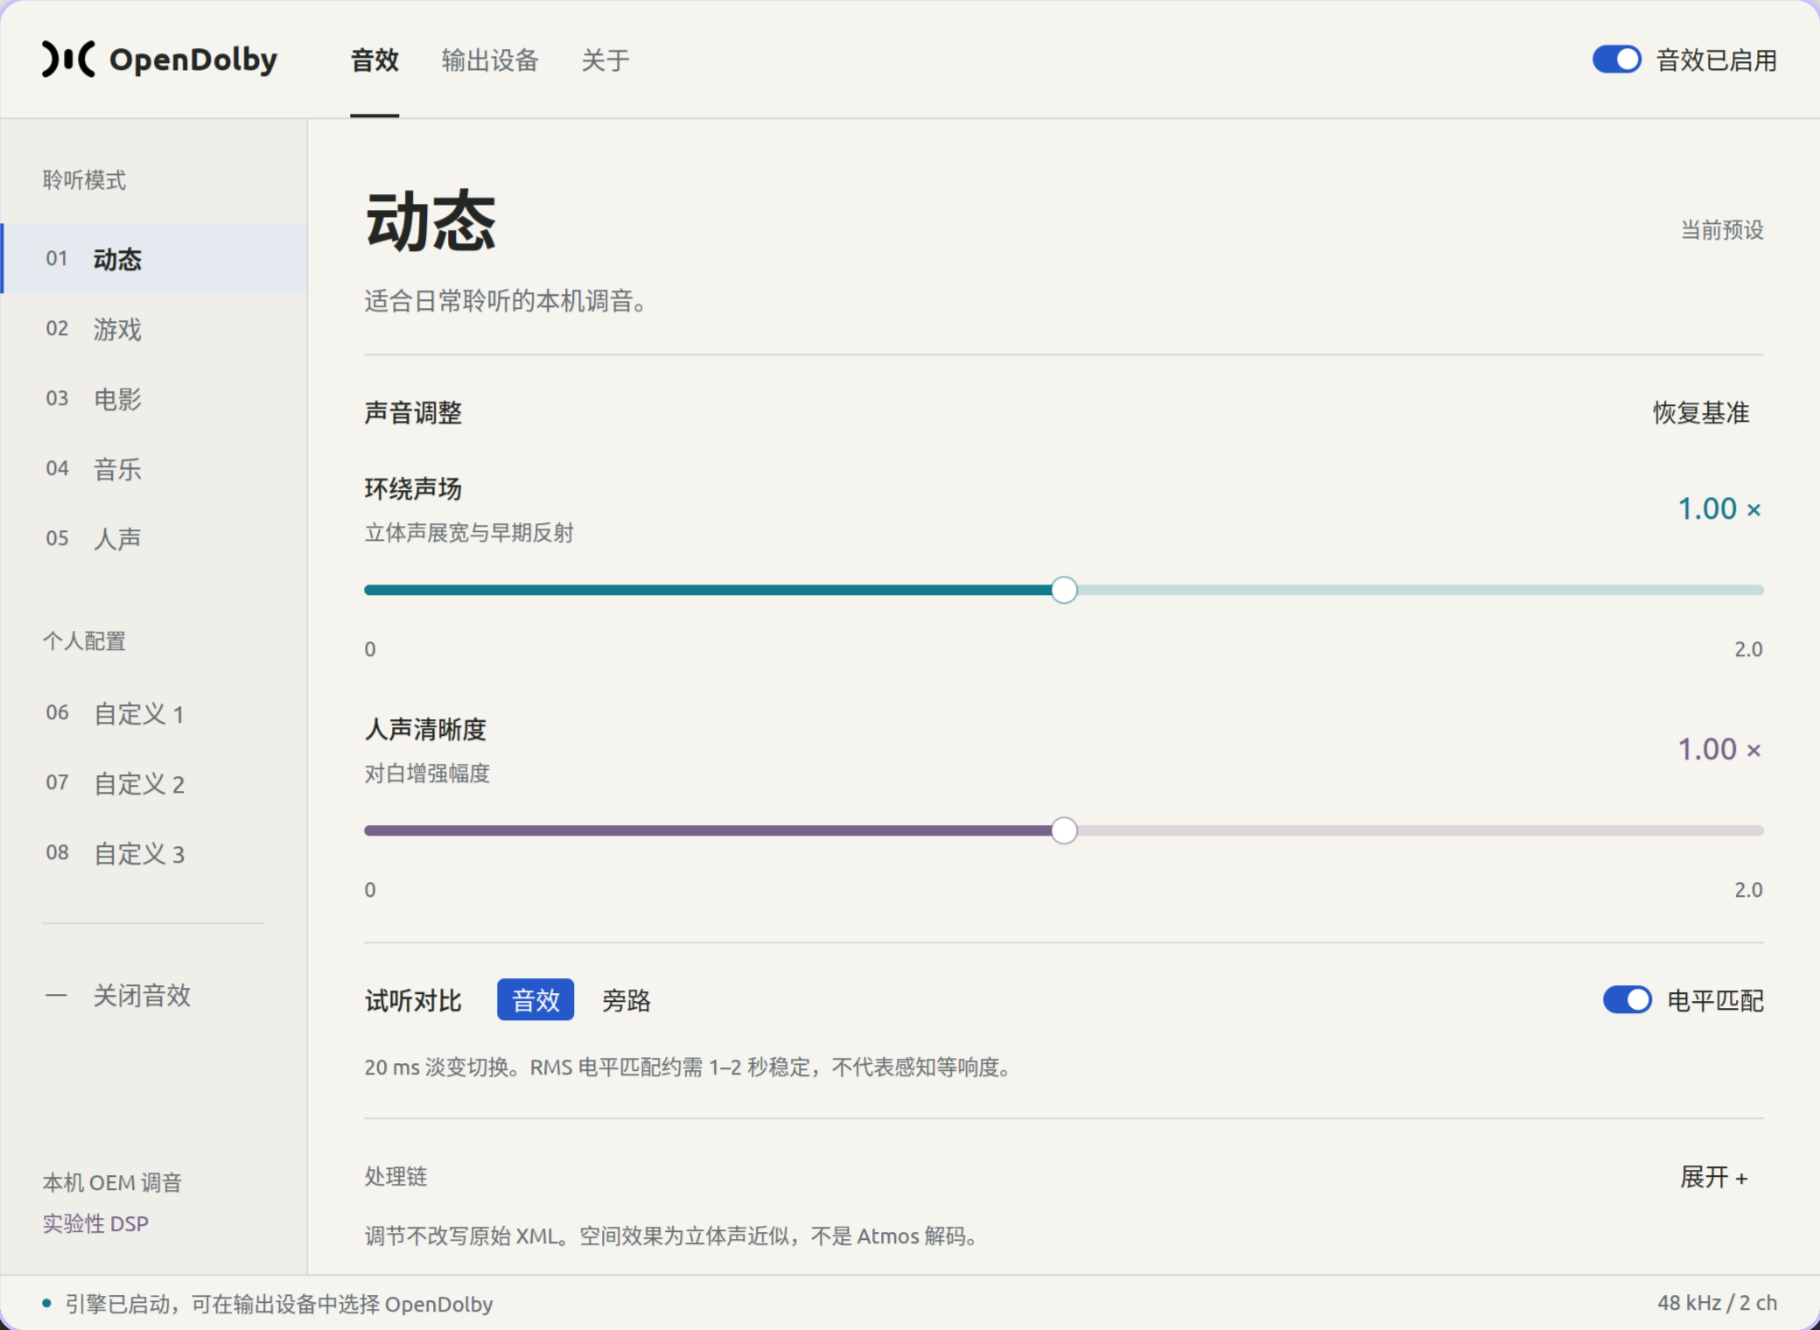 OpenDolby 音效 输出设备 关于 音效已启用
聆听模式
01 动态
02 游戏
03 电影
04 音乐
05 人声
个人配置
06 自定义 1
07 自定义 2
08 自定义 3
— 关闭音效
本机 OEM 调音
实验性 DSP
动态
当前预设
适合日常聆听的本机调音。
声音调整 恢复基准
环绕声场
立体声展宽与早期反射
1.00 ×
0 2.0
人声清晰度
对白增强幅度
1.00 ×
0 2.0
试听对比 音效 旁路 电平匹配
20 ms 淡变切换。RMS 电平匹配约需 1–2 秒稳定，不代表感知等响度。
处理链 展开 +
调节不改写原始 XML。空间效果为立体声近似，不是 Atmos 解码。
引擎已启动，可在输出设备中选择 OpenDolby 48 kHz / 2 ch